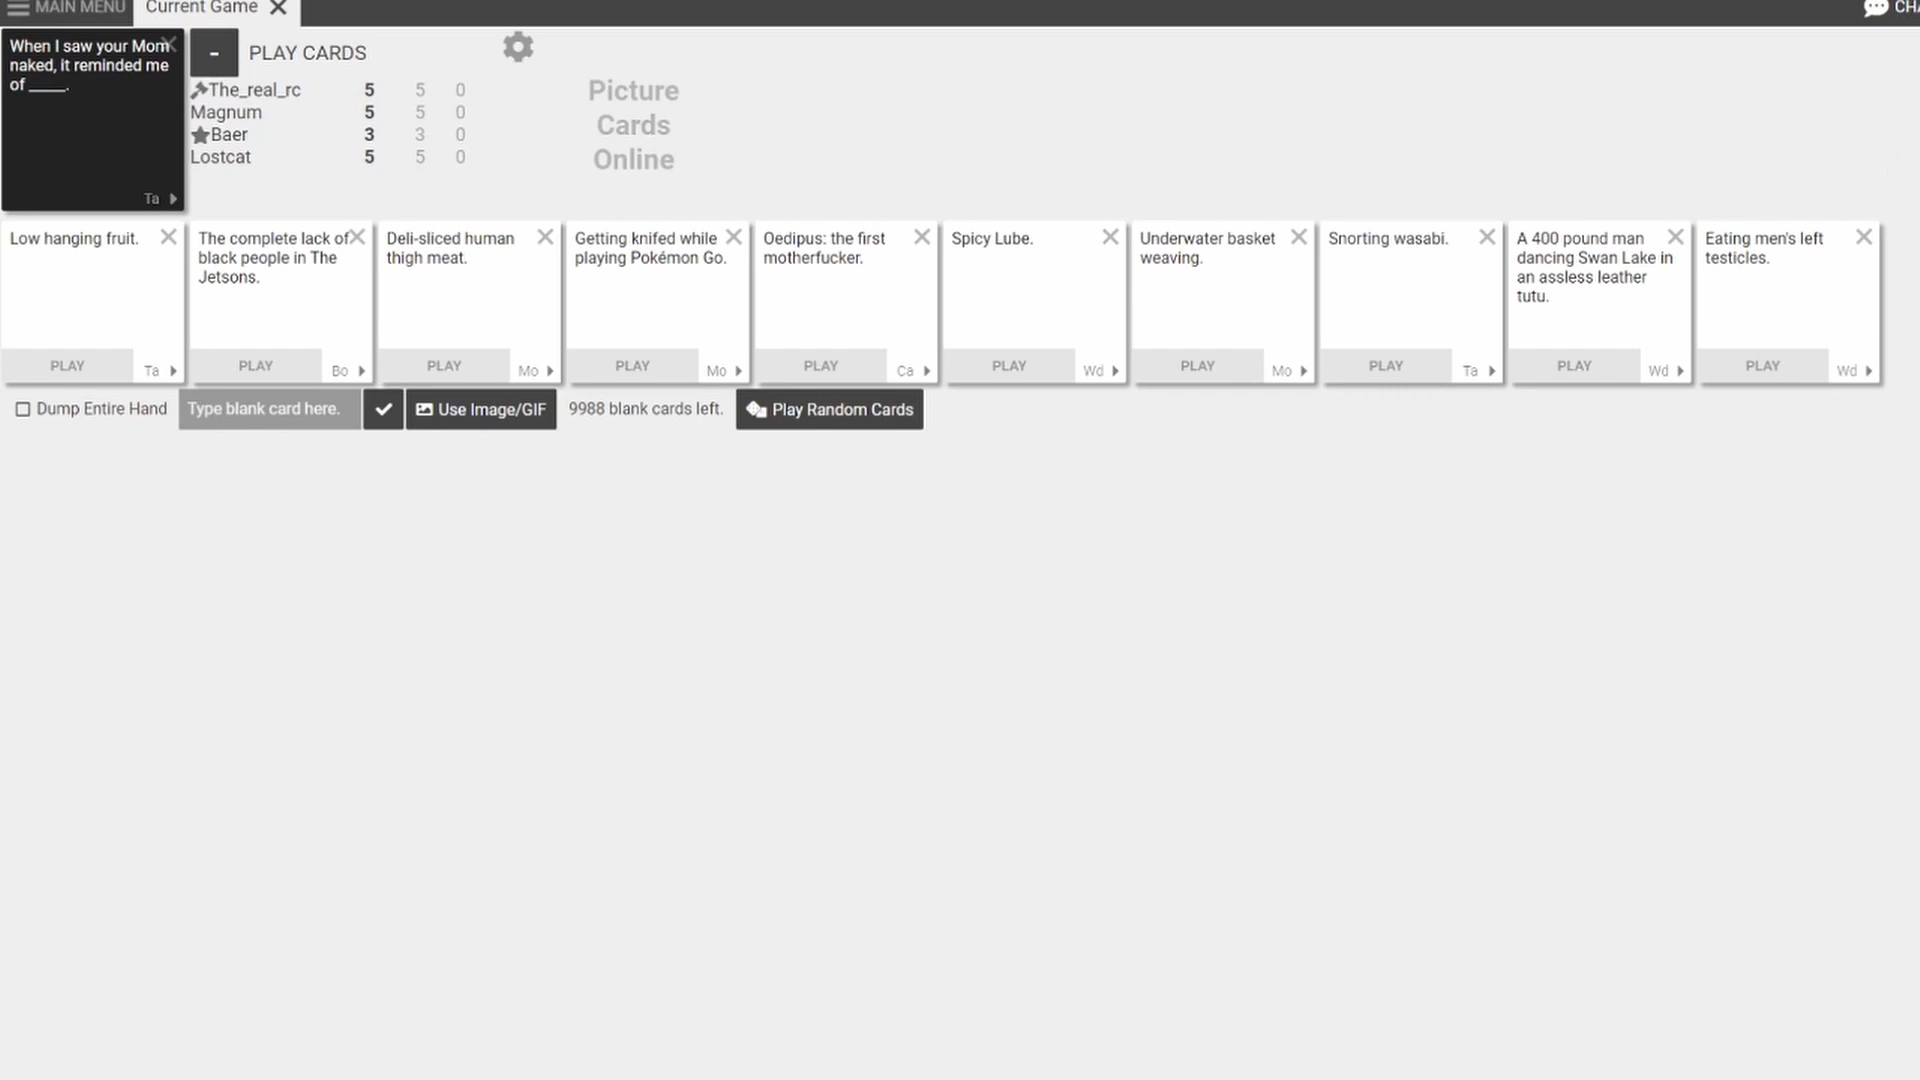 MAIN MENU
Current Game
When I saw your Mom
naked, it reminded me
of _____.
Ta
-
PLAY CARDS
The_real_rc 5 5 0
Magnum 5 5 0
Baer 3 3 0
Lostcat 5 5 0
Picture
Cards
Online
Low hanging fruit.
PLAY
Ta
The complete lack of
black people in The
Jetsons.
PLAY
Bo
Deli-sliced human
thigh meat.
PLAY
Mo
Getting knifed while
playing Pokémon Go.
PLAY
Mo
Oedipus: the first
motherfucker.
PLAY
Ca
Spicy Lube.
PLAY
Wd
Underwater basket
weaving.
PLAY
Mo
Snorting wasabi.
PLAY
Ta
A 400 pound man
dancing Swan Lake in
an assless leather
tutu.
PLAY
Wd
Eating men's left
testicles.
PLAY
Wd
Dump Entire Hand
Type blank card here.
Use Image/GIF
9988 blank cards left.
Play Random Cards